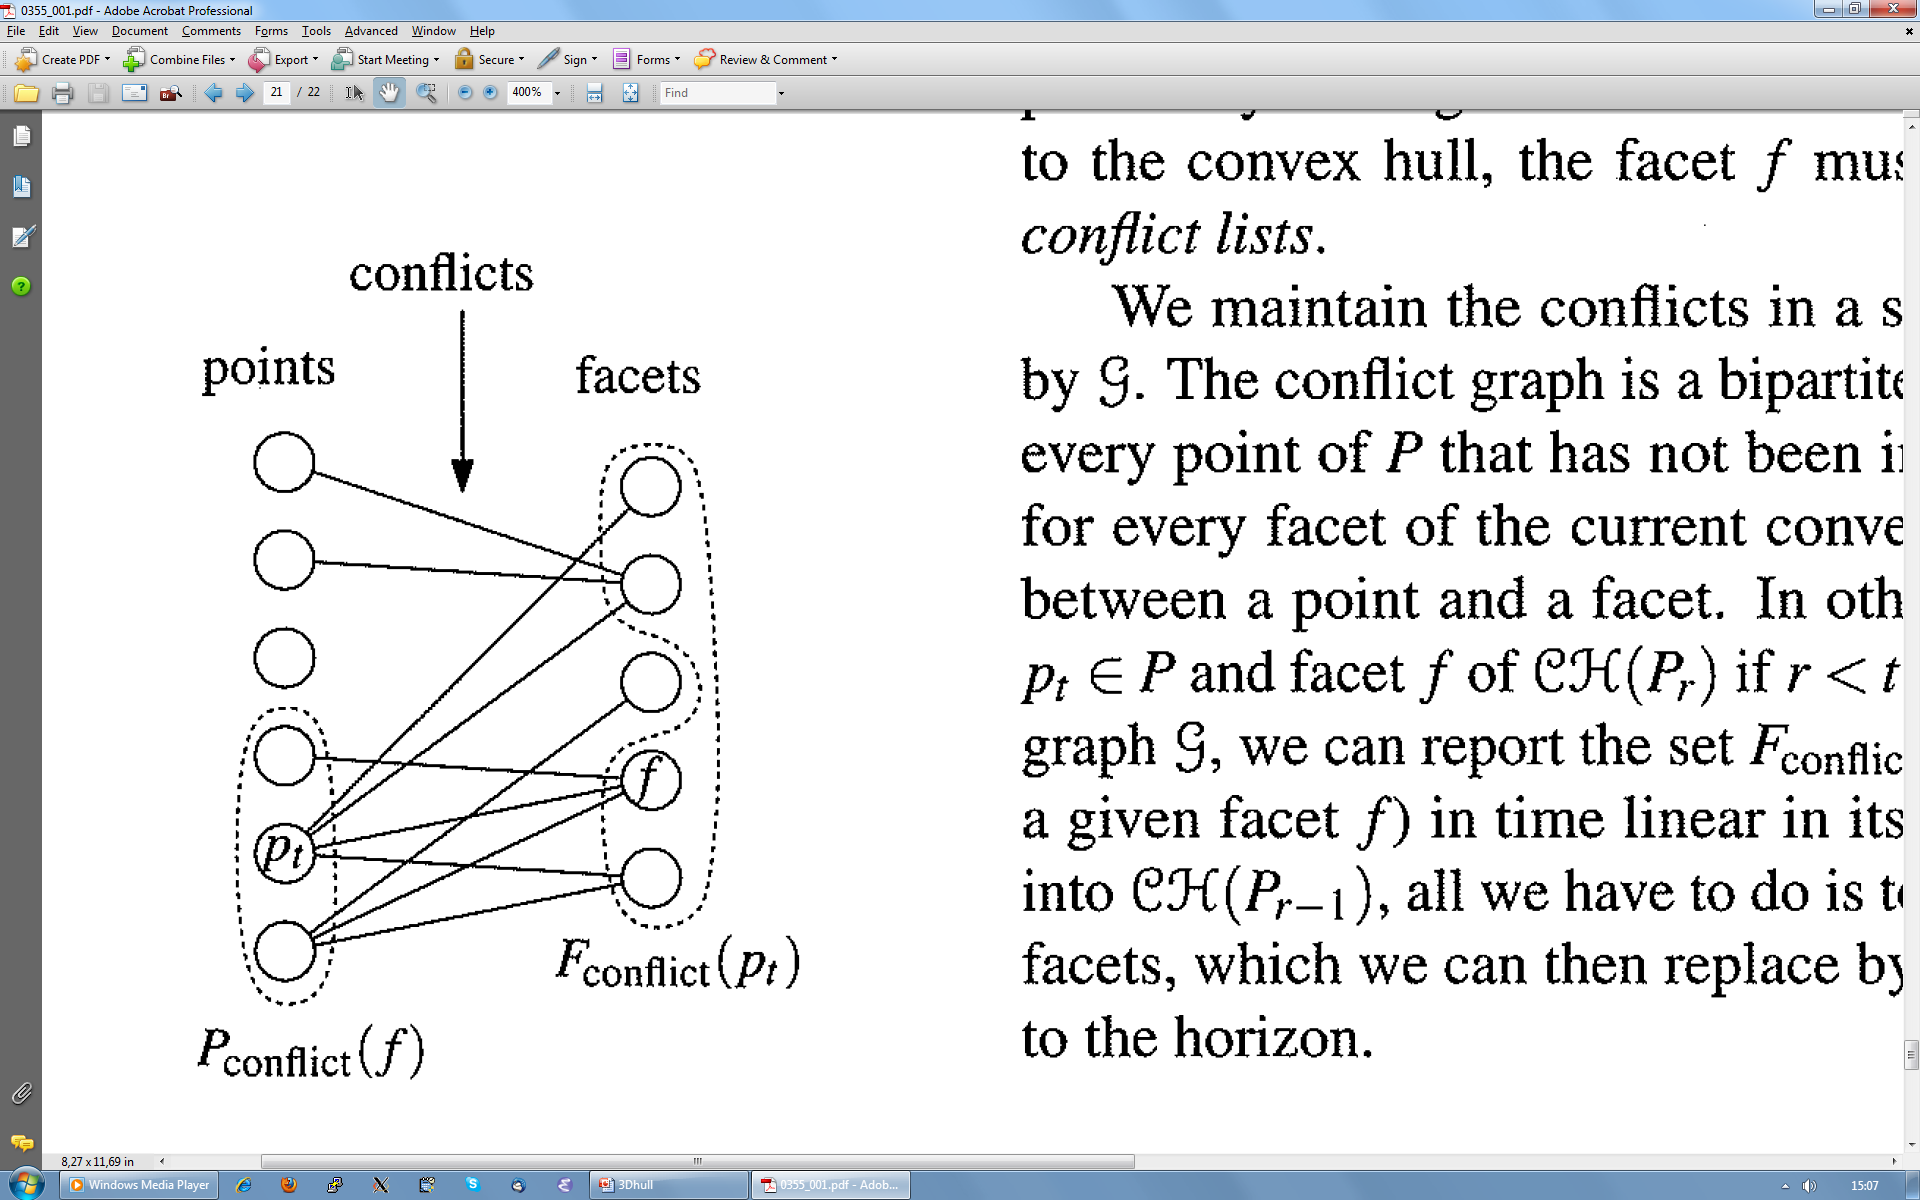 0355_001.pdf - Adobe Acrobat Professional
File Edit View Document Comments Forms Tools Advanced Window Help
Create PDF Combine Files Export Start Meeting Secure Sign Forms Review & Comment
21 / 22 400% Find
conflicts
points
facets
f
pt
Fconflict(pt)
Pconflict(f)
to the convex hull, the facet f mus
conflict lists.
We maintain the conflicts in a s
by G. The conflict graph is a bipartite
every point of P that has not been i
for every facet of the current conve
between a point and a facet. In oth
pt ∈ P and facet f of CH(Pr) if r < t
graph G, we can report the set Fconflic
a given facet f) in time linear in its
into CH(Pr−1), all we have to do is t
facets, which we can then replace by
to the horizon.
8,27 x 11,69 in
Windows Media Player 3Dhull 0355_001.pdf - Adob... 15:07